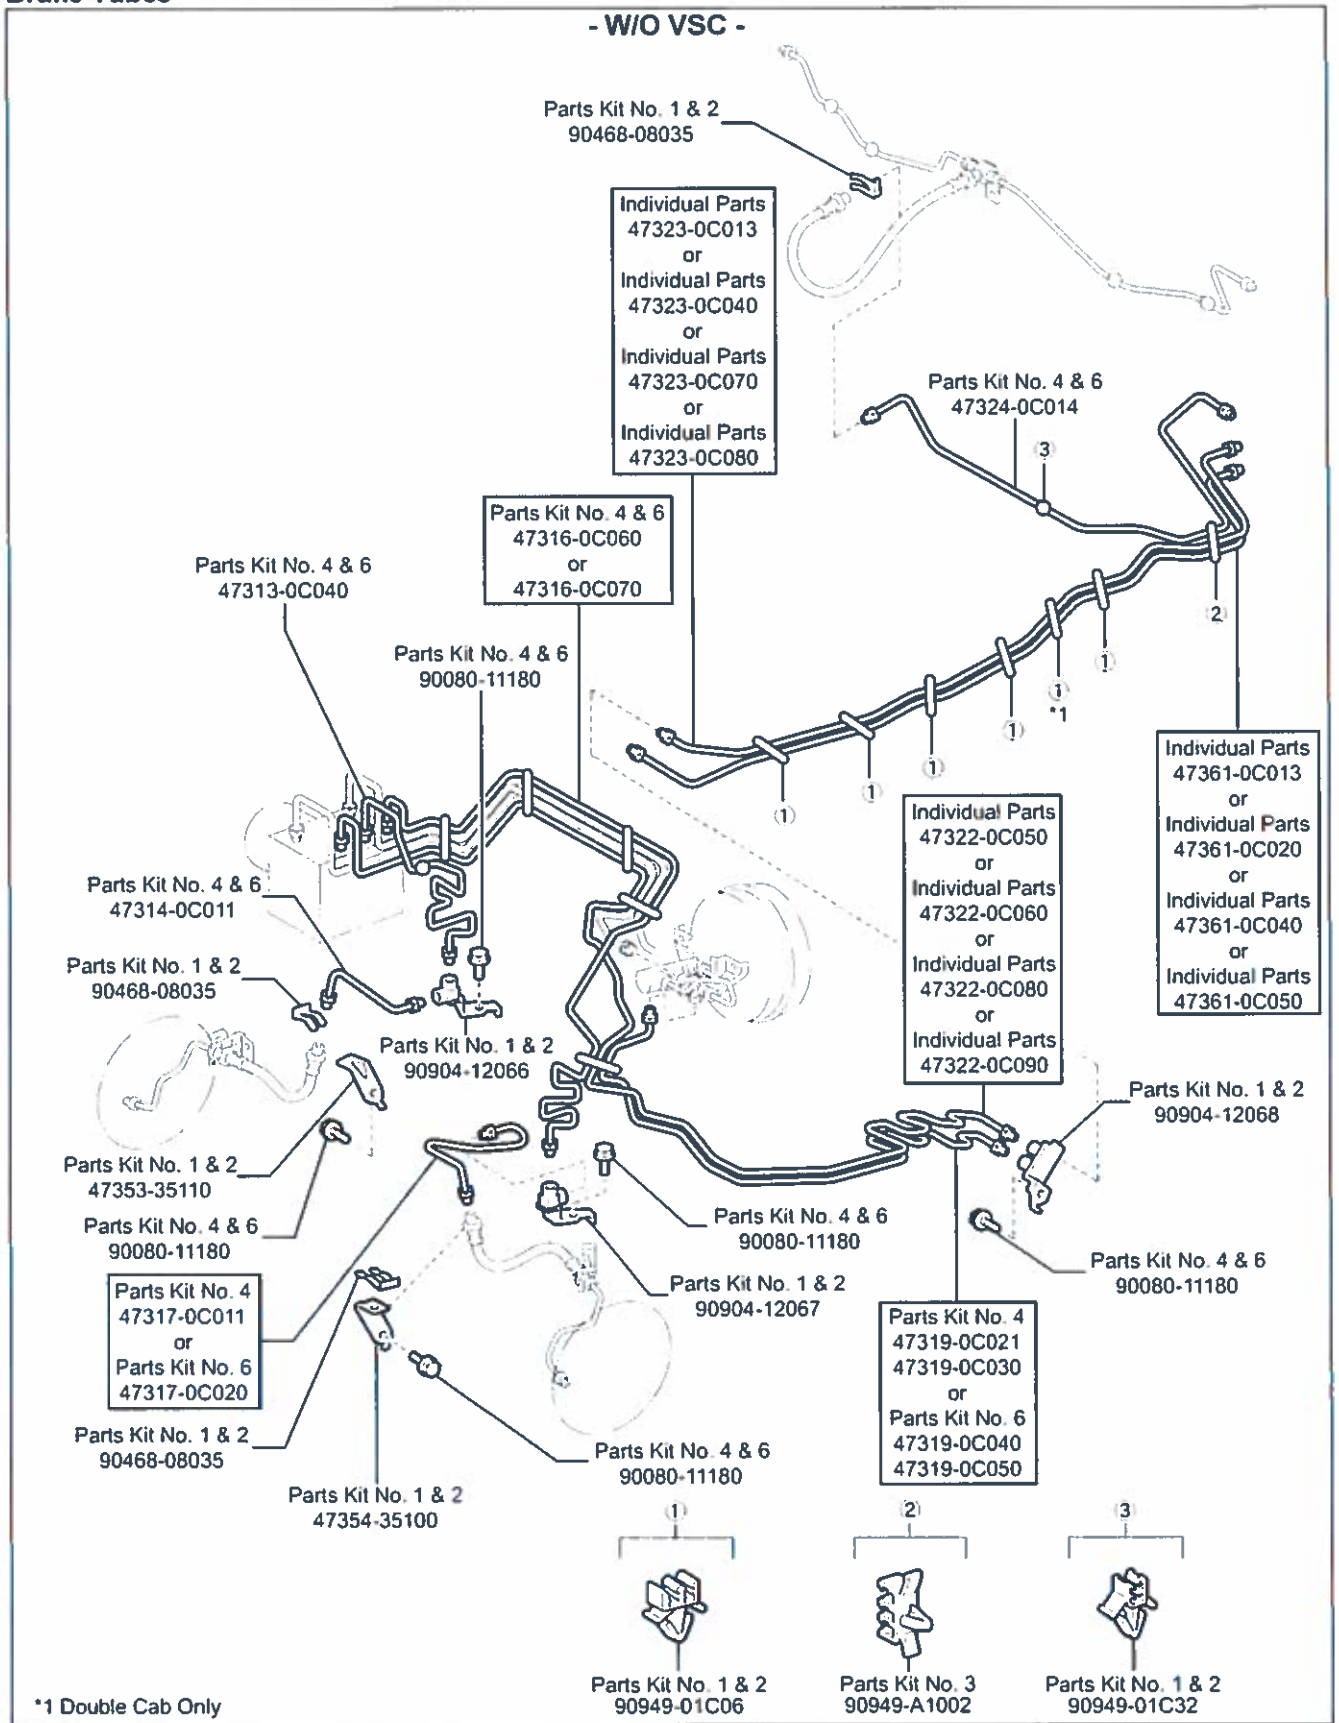 - W/O VSC -
Parts Kit No. 1 & 2
90468-08035
Individual Parts
47323-0C013
or
Individual Parts
47323-0C040
or
Individual Parts
47323-0C070
or
Individual Parts
47323-0C080
Parts Kit No. 4 & 6
47324-0C014
3
Parts Kit No. 4 & 6
47316-0C060
or
47316-0C070
Parts Kit No. 4 & 6
47313-0C040
Parts Kit No. 4 & 6
90080-11180
2
1
1
*1
1
1
1
1
Individual Parts
47361-0C013
or
Individual Parts
47361-0C020
or
Individual Parts
47361-0C040
or
Individual Parts
47361-0C050
Individual Parts
47322-0C050
or
Individual Parts
47322-0C060
or
Individual Parts
47322-0C080
or
Individual Parts
47322-0C090
Parts Kit No. 4 & 6
47314-0C011
Parts Kit No. 1 & 2
90468-08035
Parts Kit No. 1 & 2
90904-12066
Parts Kit No. 1 & 2
90904-12068
Parts Kit No. 1 & 2
47353-35110
Parts Kit No. 4 & 6
90080-11180
Parts Kit No. 4 & 6
90080-11180
Parts Kit No. 4 & 6
90080-11180
Parts Kit No. 1 & 2
90904-12067
Parts Kit No. 4
47317-0C011
or
Parts Kit No. 6
47317-0C020
Parts Kit No. 4
47319-0C021
47319-0C030
or
Parts Kit No. 6
47319-0C040
47319-0C050
Parts Kit No. 1 & 2
90468-08035
Parts Kit No. 4 & 6
90080-11180
Parts Kit No. 1 & 2
47354-35100
1
2
3
Parts Kit No. 1 & 2
90949-01C06
Parts Kit No. 3
90949-A1002
Parts Kit No. 1 & 2
90949-01C32
*1 Double Cab Only